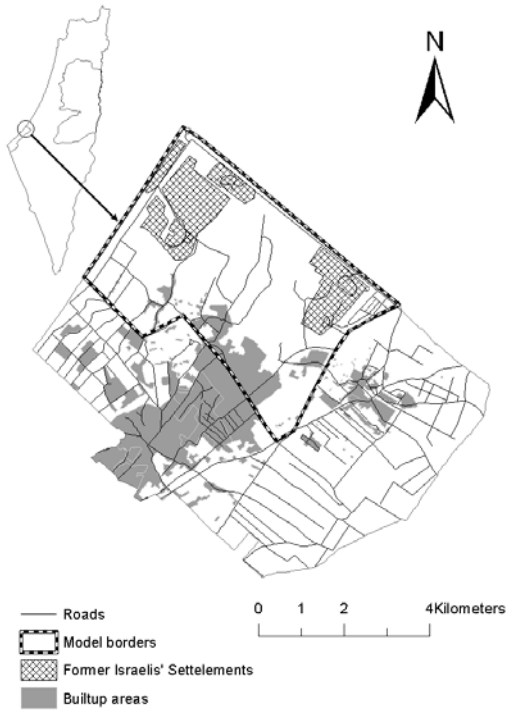 N
0 1 2 4Kilometers
Roads
Model borders
Former Israelis' Settelements
Builtup areas